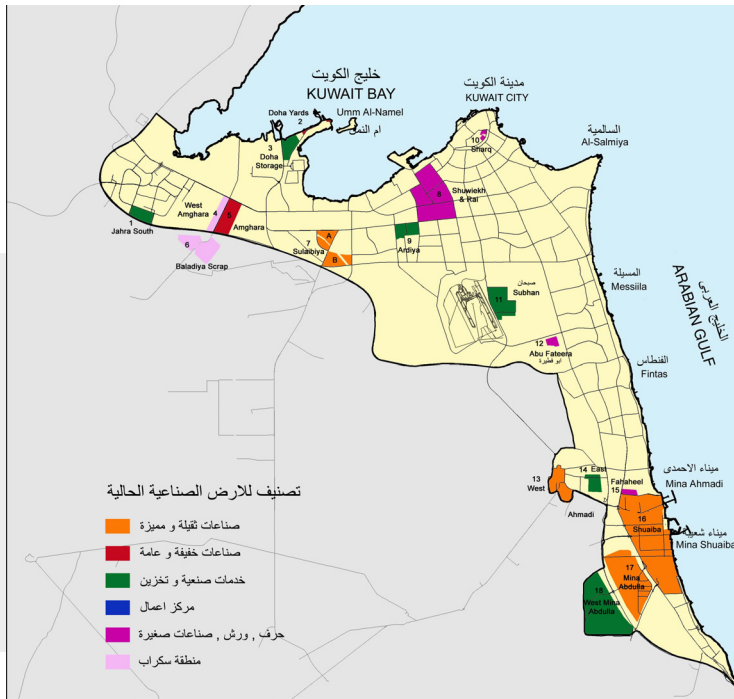 خليج الكويت
KUWAIT BAY
مدينة الكويت
KUWAIT CITY
Doha Yards
2
Umm Al-Namel
ام النمل
السالمية
Al-Salmiya
3
Doha
Storage
10
Sharq
8
Shuwiekh
& Rai
West
Amghara
4
5
Amghara
1
Jahra South
6
Baladiya Scrap
7
Sulaibiya
A
B
9
Ardiya
صبحان
Subhan
11
المسيلة
Messiila
الخليج العربى
ARABIAN GULF
12
Abu Fateera
ابو فطيرة
الفنطاس
Fintas
13
West
14 East
Fahaheel
15
Ahmadi
ميناء الاحمدى
Mina Ahmadi
16
Shuaiba
ميناء شعيبة
Mina Shuaiba
17
Mina
Abdulla
18
West Mina
Abdulla
تصنيف للارض الصناعية الحالية
صناعات ثقيلة و مميزة
صناعات خفيفة و عامة
خدمات صنعية و تخزين
مركز اعمال
حرف , ورش , صناعات صغيرة
منطقة سكراب